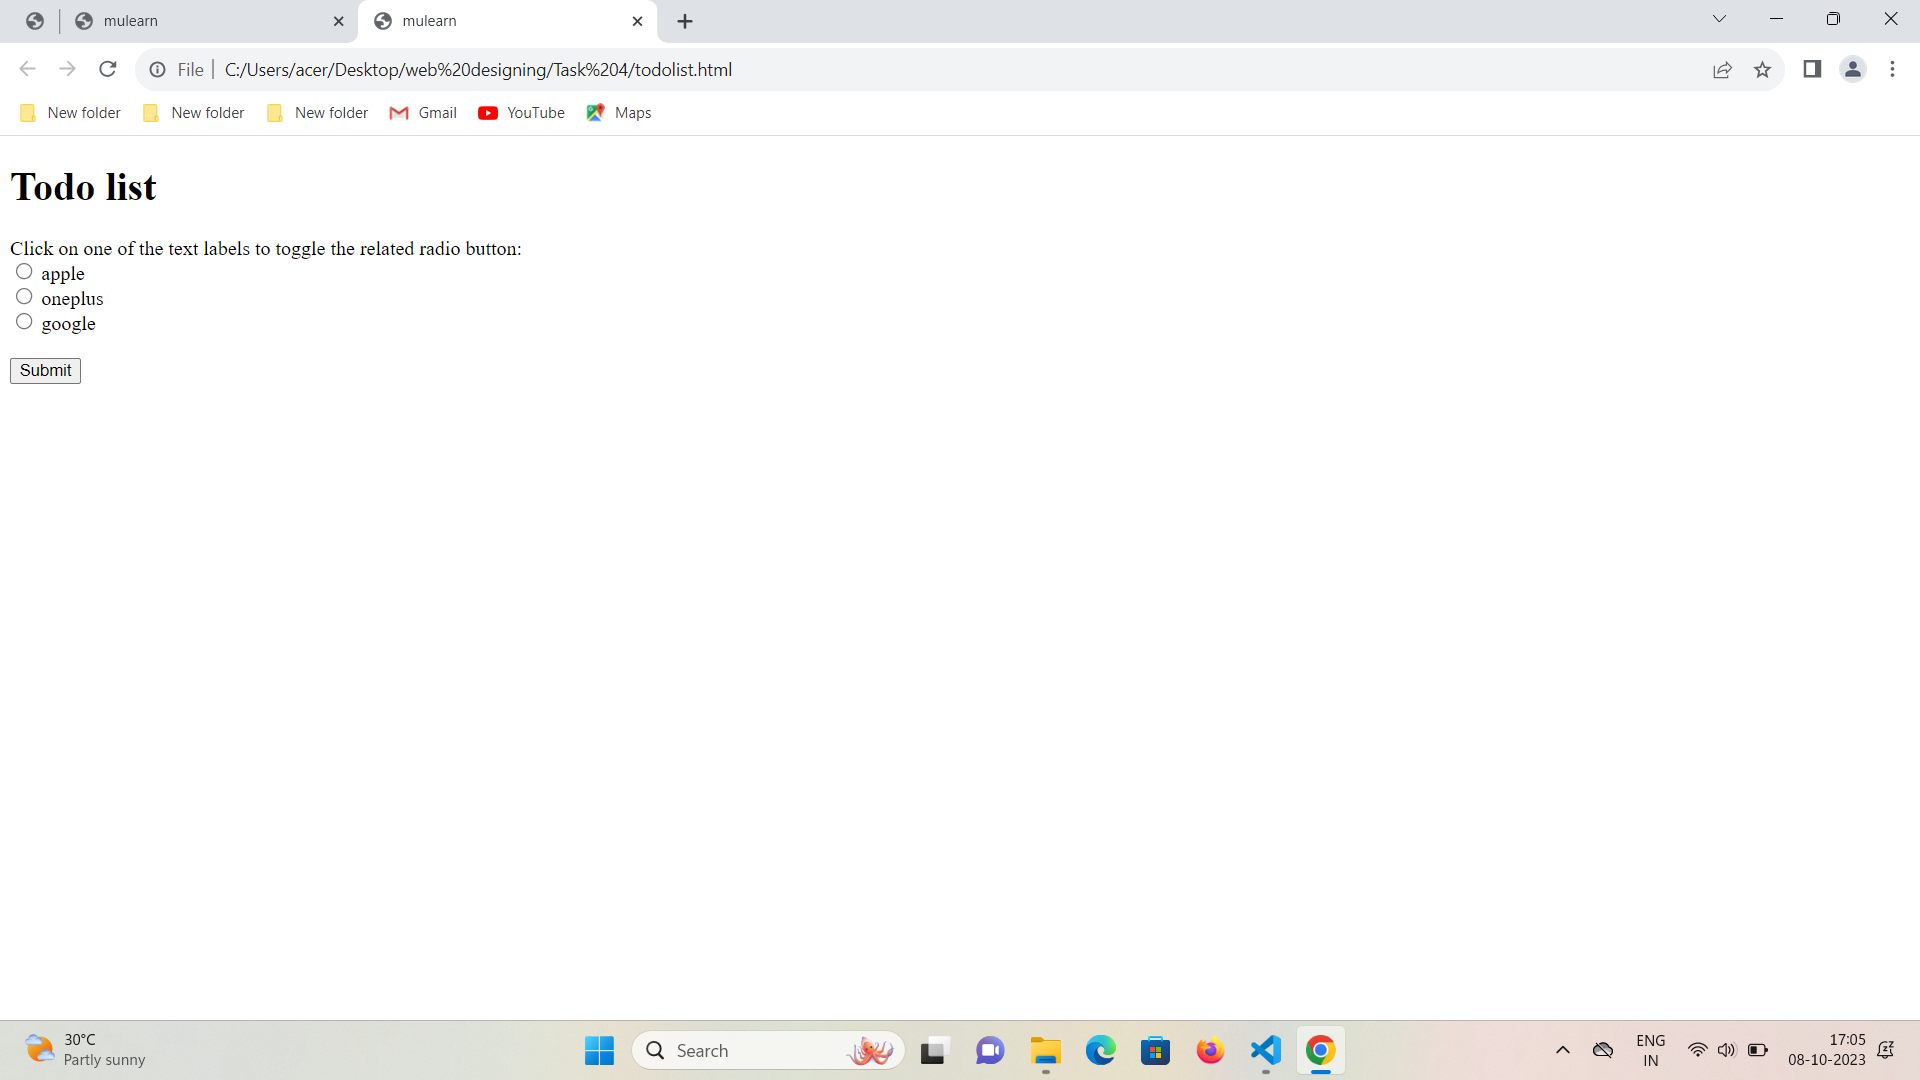 mulearn
mulearn
File
C:/Users/acer/Desktop/web%20designing/Task%204/todolist.html
New folder
New folder
New folder
Gmail
YouTube
Maps
Todo list
Click on one of the text labels to toggle the related radio button:
apple
oneplus
google
Submit
30°C
Partly sunny
Search
ENG
IN
17:05
08-10-2023